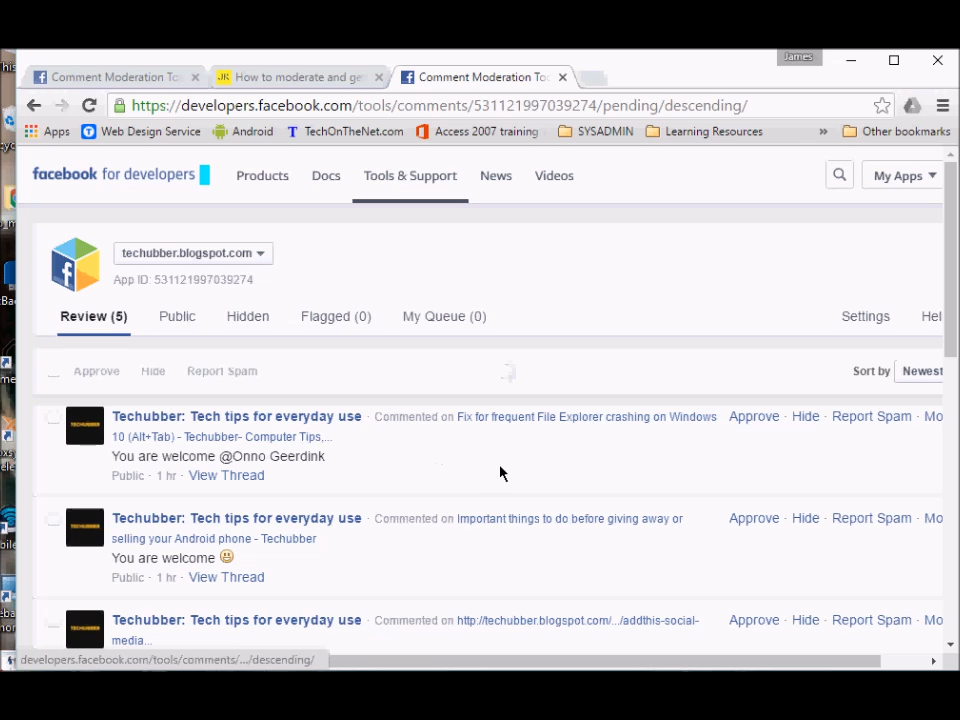 James
Comment Moderation To
How to moderate and ge
Comment Moderation Too
https://developers.facebook.com/tools/comments/531121997039274/pending/descending/
Apps
Web Design Service
Android
TechOnTheNet.com
Access 2007 training
SYSADMIN
Learning Resources
»
Other bookmarks
facebook for developers
Products
Docs
Tools & Support
News
Videos
My Apps
techubber.blogspot.com
App ID: 531121997039274
Review (5)
Public
Hidden
Flagged (0)
My Queue (0)
Settings
Hel
Approve
Hide
Report Spam
Sort by
Newest
Techubber: Tech tips for everyday use · Commented on Fix for frequent File Explorer crashing on Windows
Approve · Hide · Report Spam · Mo
10 (Alt+Tab) - Techubber- Computer Tips,...
You are welcome @Onno Geerdink
Public · 1 hr · View Thread
Techubber: Tech tips for everyday use · Commented on Important things to do before giving away or
Approve · Hide · Report Spam · Mo
selling your Android phone - Techubber
You are welcome 😃
Public · 1 hr · View Thread
Techubber: Tech tips for everyday use · Commented on http://techubber.blogspot.com/.../addthis-social-
Approve · Hide · Report Spam · Mo
media...
developers.facebook.com/tools/comments/.../descending/